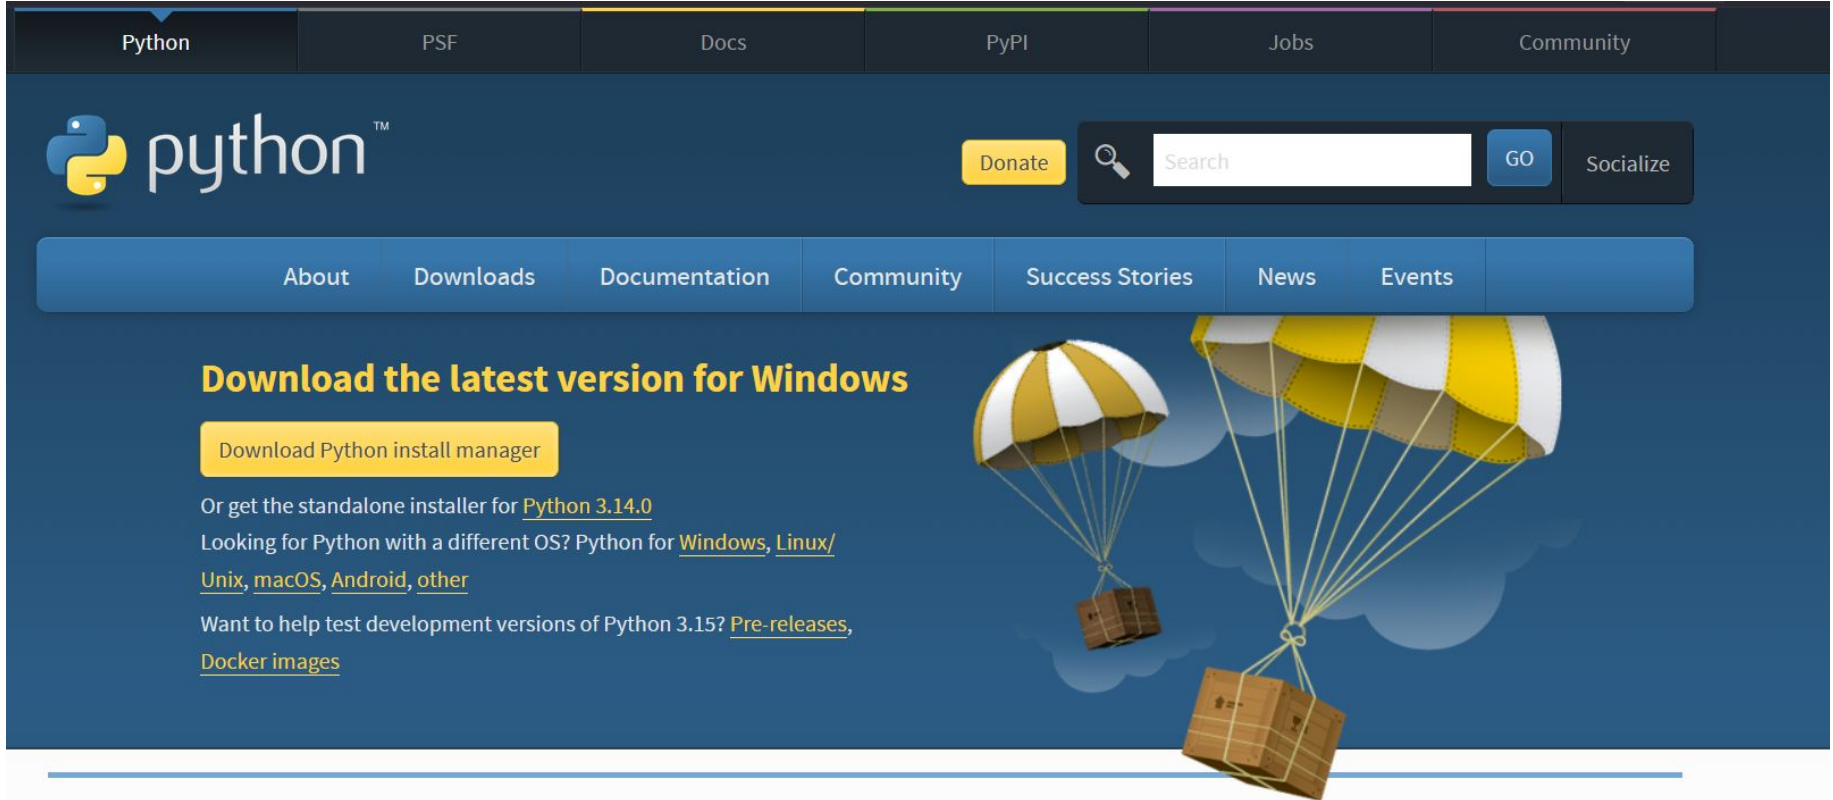 Python PSF Docs PyPI Jobs Community
python™
Donate Search GO Socialize
About Downloads Documentation Community Success Stories News Events
Download the latest version for Windows
Download Python install manager
Or get the standalone installer for Python 3.14.0
Looking for Python with a different OS? Python for Windows, Linux/
Unix, macOS, Android, other
Want to help test development versions of Python 3.15? Pre-releases,
Docker images